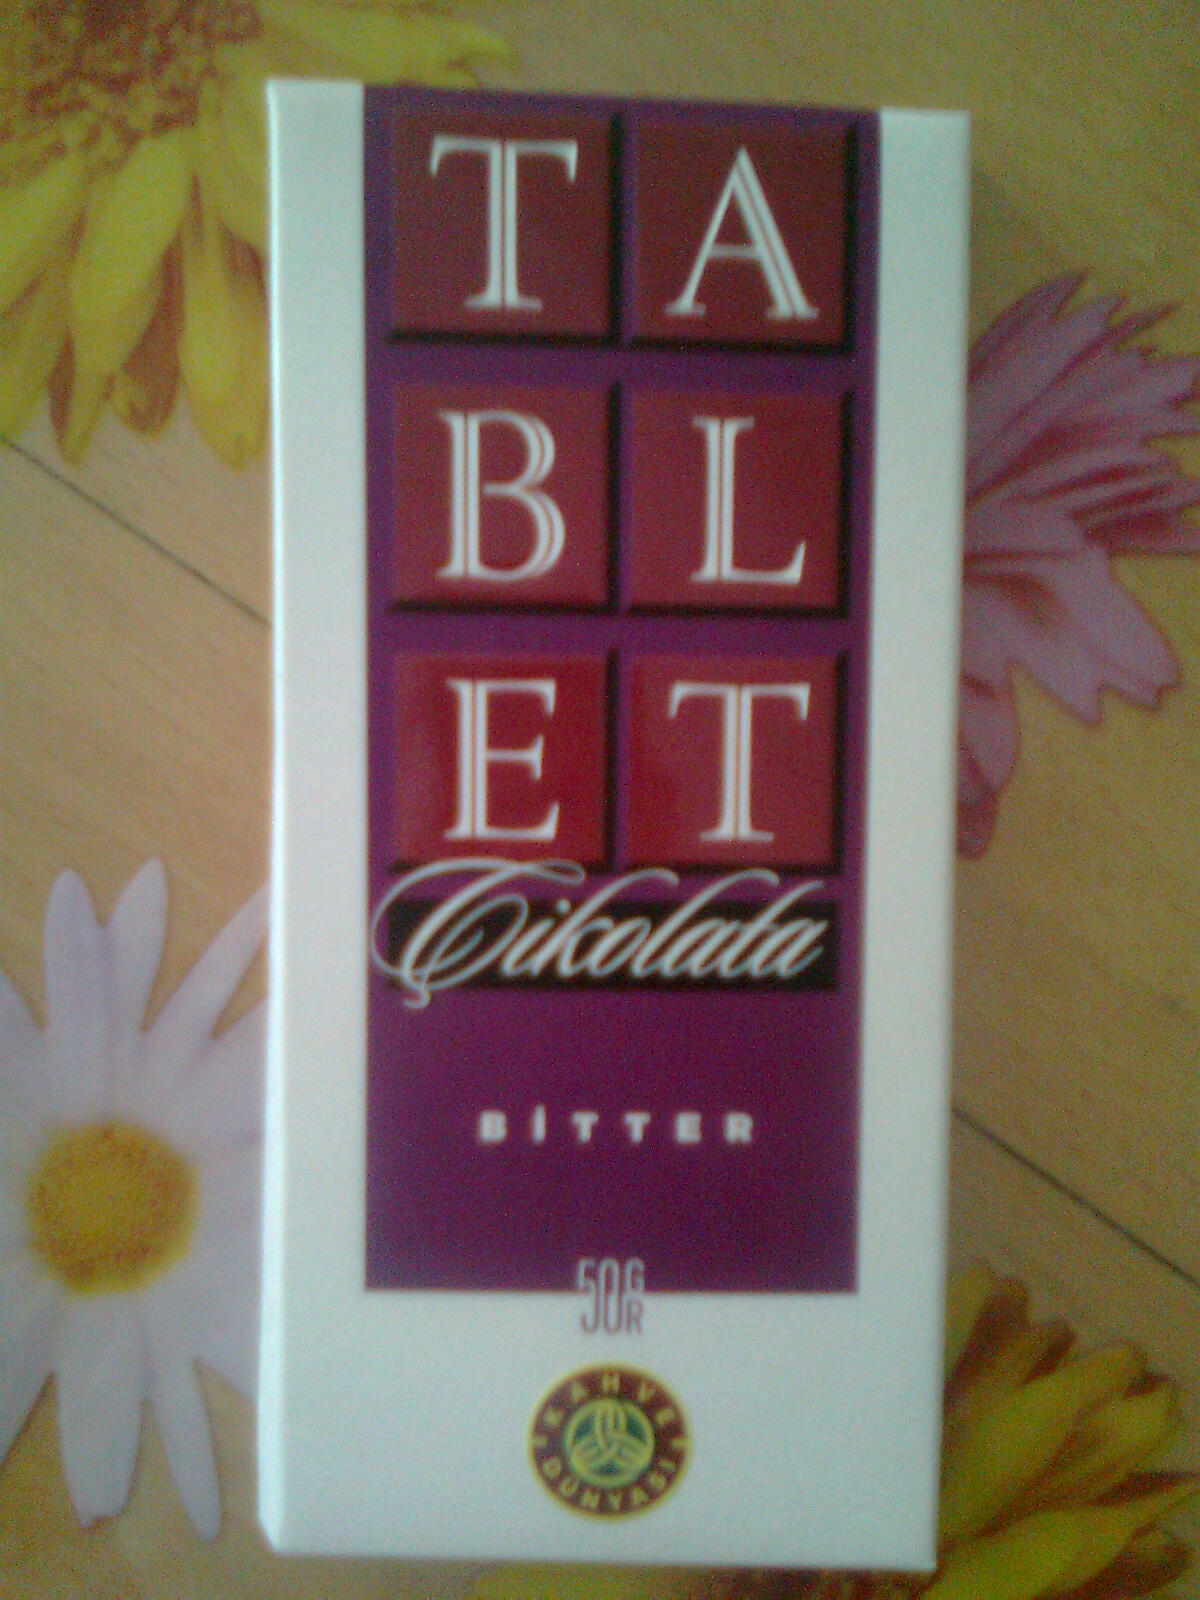 TA
BL
ET
Çikolata
BİTTER
50GR
KAHVE DÜNYASI